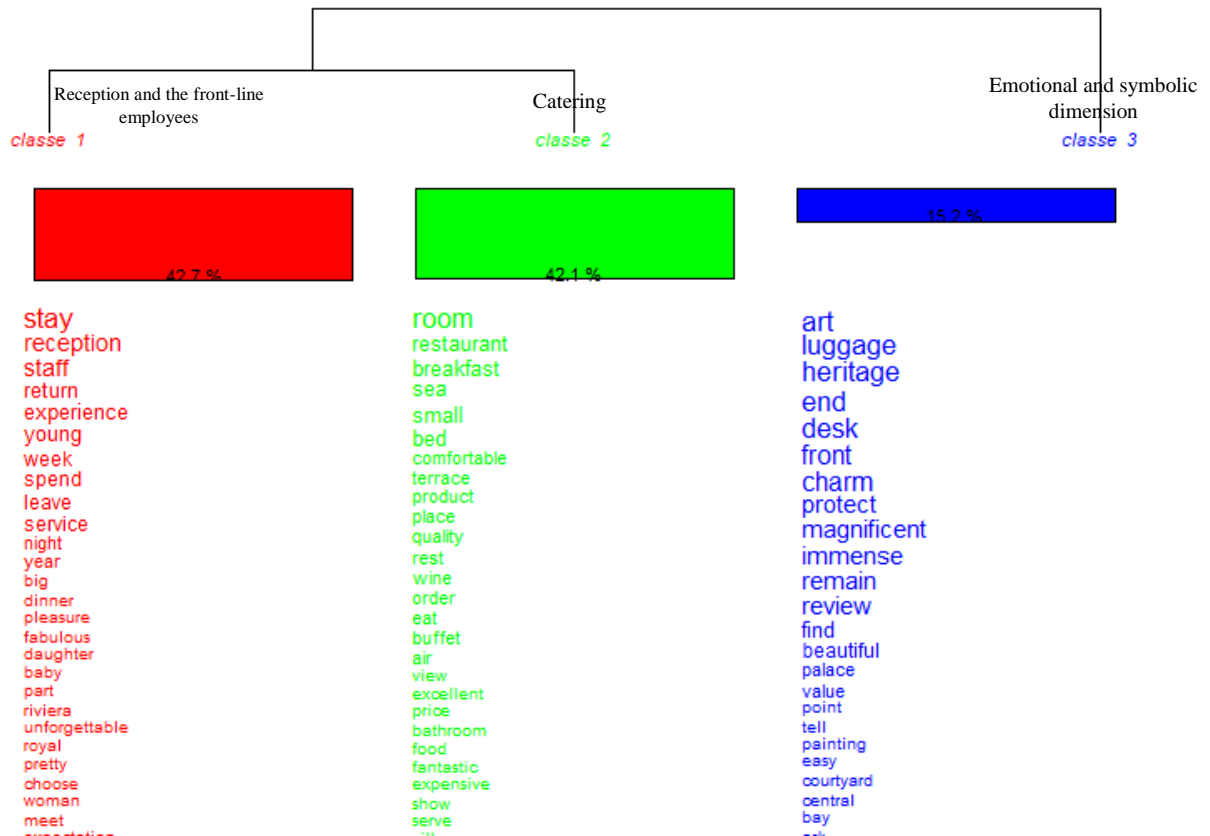 Reception and the front-line
employees
Catering
Emotional and symbolic
dimension
classe 1
classe 2
classe 3
42.7 %
42.1 %
15.2 %
stay
reception
staff
return
experience
young
week
spend
leave
service
night
year
big
dinner
pleasure
fabulous
daughter
baby
part
riviera
unforgettable
royal
pretty
choose
woman
meet
room
restaurant
breakfast
sea
small
bed
comfortable
terrace
product
place
quality
rest
wine
order
eat
buffet
air
view
excellent
price
bathroom
food
fantastic
expensive
show
serve
art
luggage
heritage
end
desk
front
charm
protect
magnificent
immense
remain
review
find
beautiful
palace
value
point
tell
painting
easy
courtyard
central
bay